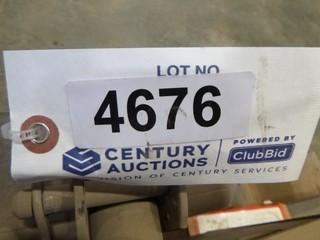 LOT NO.
4676
CENTURY AUCTIONS
POWERED BY
ClubBid
DIVISION OF CENTURY SERVICES